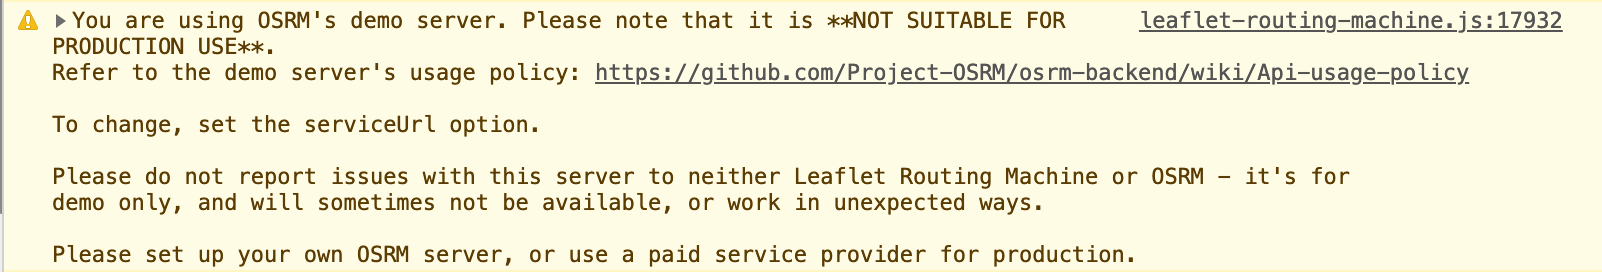 ▶You are using OSRM's demo server. Please note that it is **NOT SUITABLE FOR leaflet-routing-machine.js:17932
PRODUCTION USE**.
Refer to the demo server's usage policy: https://github.com/Project-OSRM/osrm-backend/wiki/Api-usage-policy
To change, set the serviceUrl option.
Please do not report issues with this server to neither Leaflet Routing Machine or OSRM - it's for
demo only, and will sometimes not be available, or work in unexpected ways.
Please set up your own OSRM server, or use a paid service provider for production.